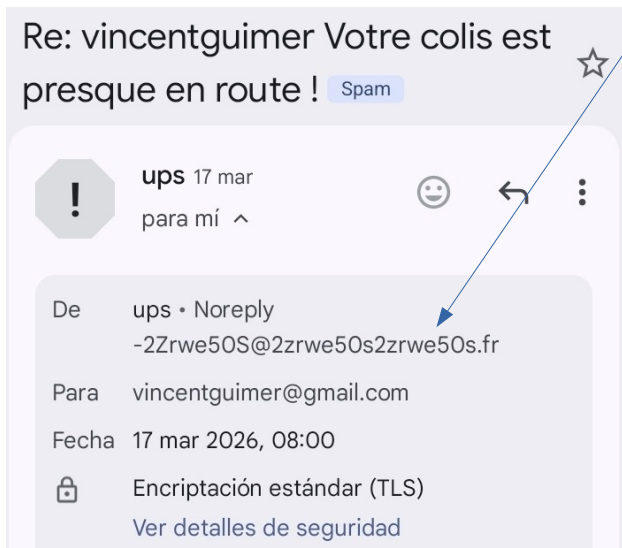 Re: vincentguimer Votre colis est
presque en route ! Spam
! ups 17 mar
para mí
De ups • Noreply
-2Zrwe50S@2zrwe50s2zrwe50s.fr
Para vincentguimer@gmail.com
Fecha 17 mar 2026, 08:00
Encriptación estándar (TLS)
Ver detalles de seguridad